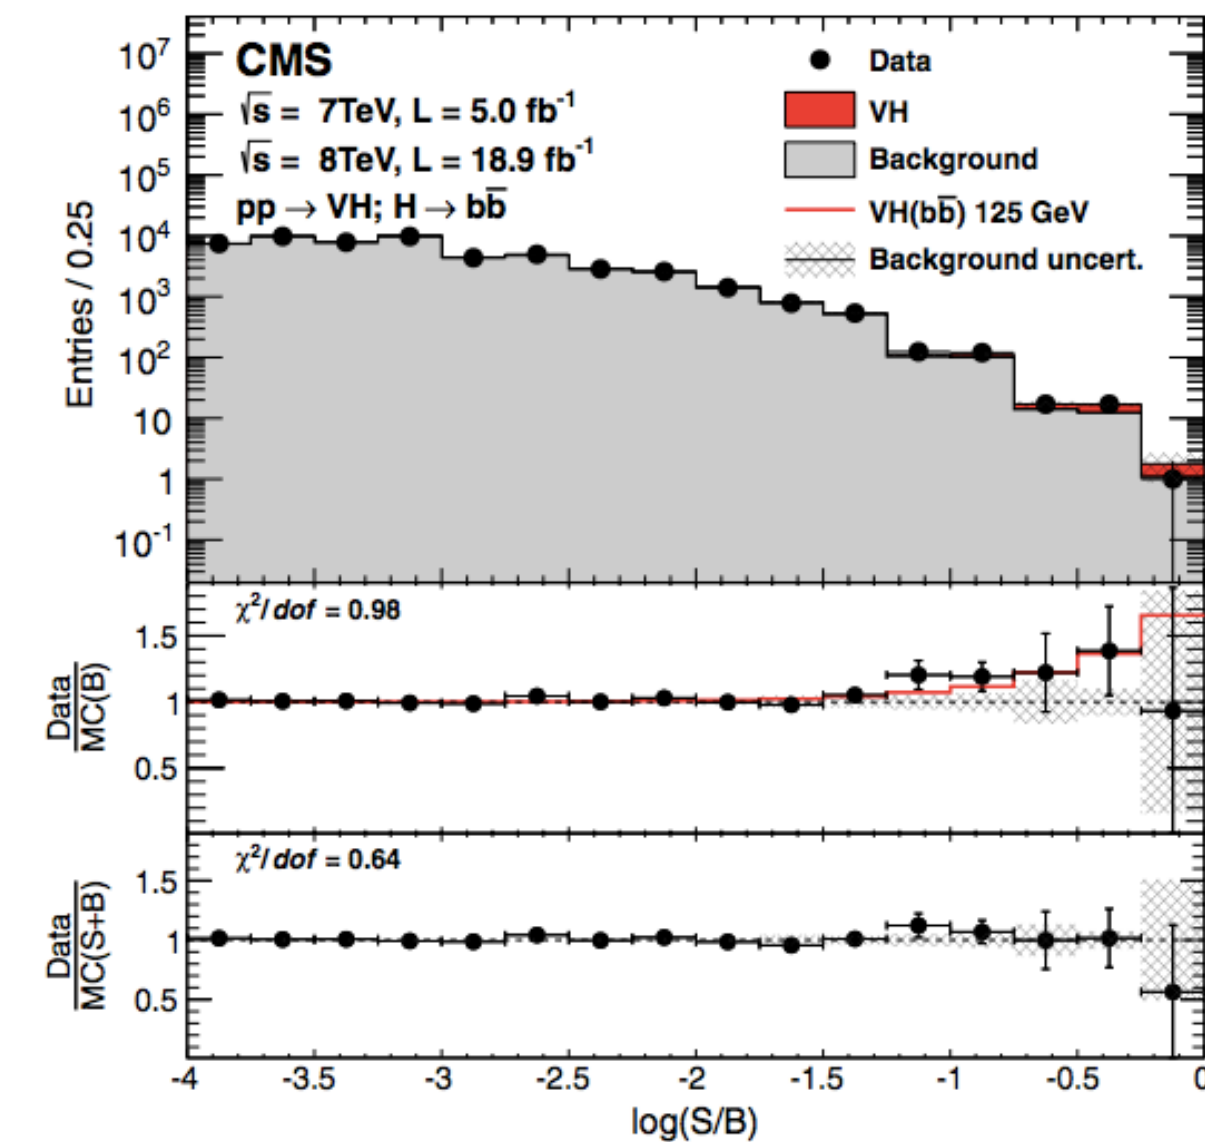 CMS
√s = 7TeV, L = 5.0 fb⁻¹
√s = 8TeV, L = 18.9 fb⁻¹
pp → VH; H → bb̅
Data
VH
Background
VH(bb̅) 125 GeV
Background uncert.
Entries / 0.25
10⁷
10⁶
10⁵
10⁴
10³
10²
10
1
10⁻¹
χ²/dof = 0.98
Data
MC(B)
1.5
1
0.5
χ²/dof = 0.64
Data
MC(S+B)
1.5
1
0.5
-4 -3.5 -3 -2.5 -2 -1.5 -1 -0.5 0
log(S/B)